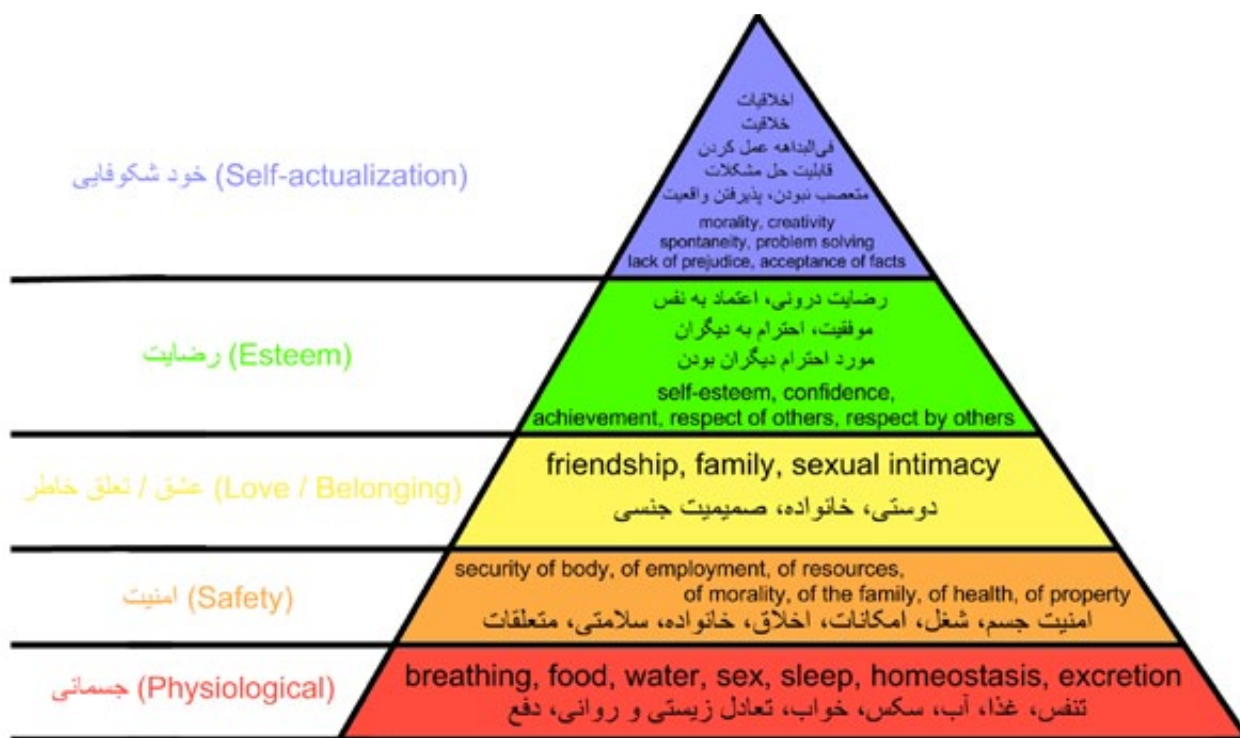 اخلاقیات
خلاقیت
فی‌البداهه عمل کردن
قابلیت حل مشکلات
متعصب نبودن، پذیرفتن واقعیت
morality, creativity
spontaneity, problem solving
lack of prejudice, acceptance of facts
خود شکوفایی (Self-actualization)
رضایت درونی، اعتماد به نفس
موفقیت، احترام به دیگران
مورد احترام دیگران بودن
self-esteem, confidence,
achievement, respect of others, respect by others
رضایت (Esteem)
friendship, family, sexual intimacy
دوستی، خانواده، صمیمیت جنسی
عشق / تعلق خاطر (Love / Belonging)
security of body, of employment, of resources,
of morality, of the family, of health, of property
امنیت جسم، شغل، امکانات، اخلاق، خانواده، سلامتی، متعلقات
امنیت (Safety)
breathing, food, water, sex, sleep, homeostasis, excretion
تنفس، غذا، آب، سکس، خواب، تعادل زیستی و روانی، دفع
جسمانی (Physiological)